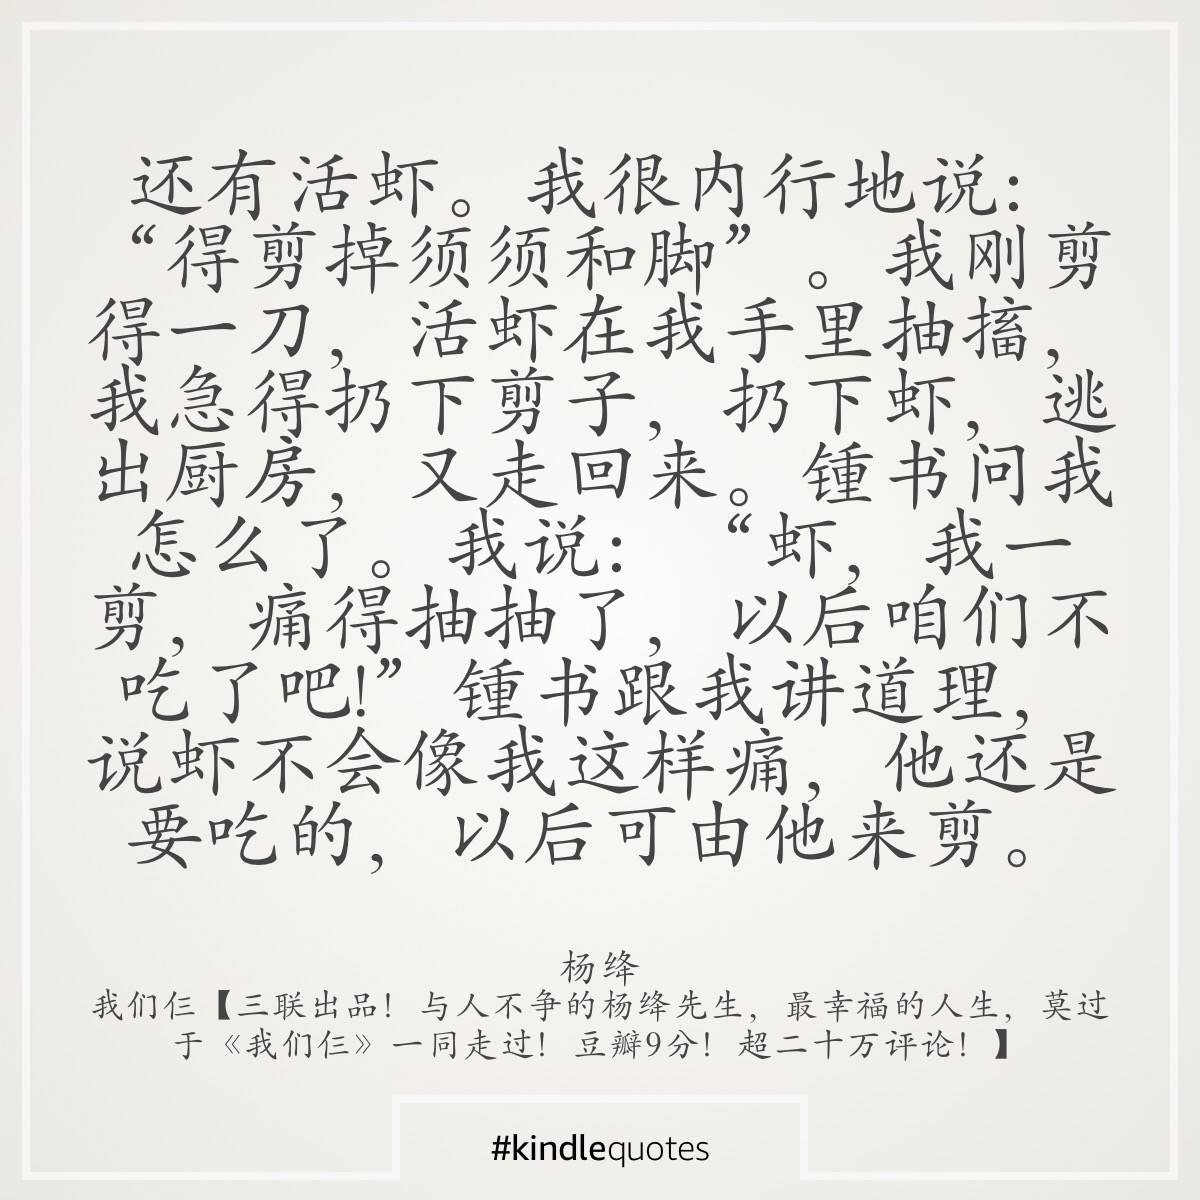 还有活虾。我很内行地说：
“得剪掉须须和脚”。我刚剪
得一刀，活虾在我手里抽搐，
我急得扔下剪子，扔下虾，逃
出厨房，又走回来。锺书问我
怎么了。我说：“虾，我一
剪，痛得抽抽了，以后咱们不
吃了吧!”锺书跟我讲道理，
说虾不会像我这样痛，他还是
要吃的，以后可由他来剪。
杨绛
我们仨【三联出品！与人不争的杨绛先生，最幸福的人生，莫过
于《我们仨》一同走过！豆瓣9分！超二十万评论！】
#kindlequotes